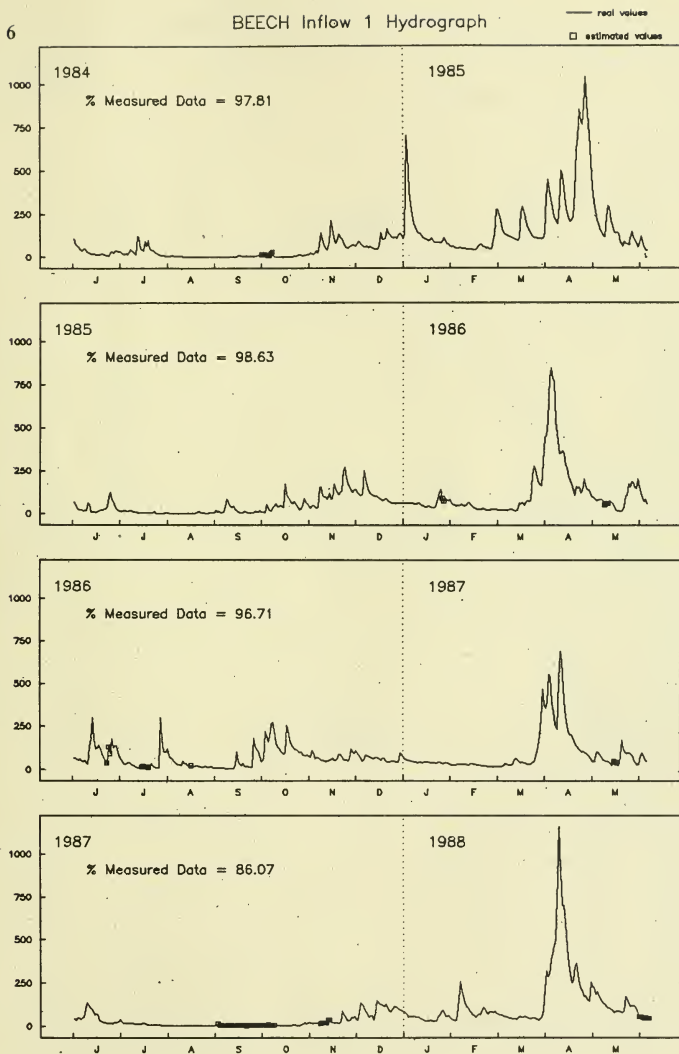 6
BEECH Inflow 1 Hydrograph
real values
estimated values
1984
1985
% Measured Data = 97.81
1000
750
500
250
0
J J A S O N D J F M A M
1985
1986
% Measured Data = 98.63
1000
750
500
250
0
J J A S O N D J F M A M
1986
1987
% Measured Data = 96.71
1000
750
500
250
0
J J A S O N D J F M A M
1987
1988
% Measured Data = 86.07
1000
750
500
250
0
J J A S O N D J F M A M